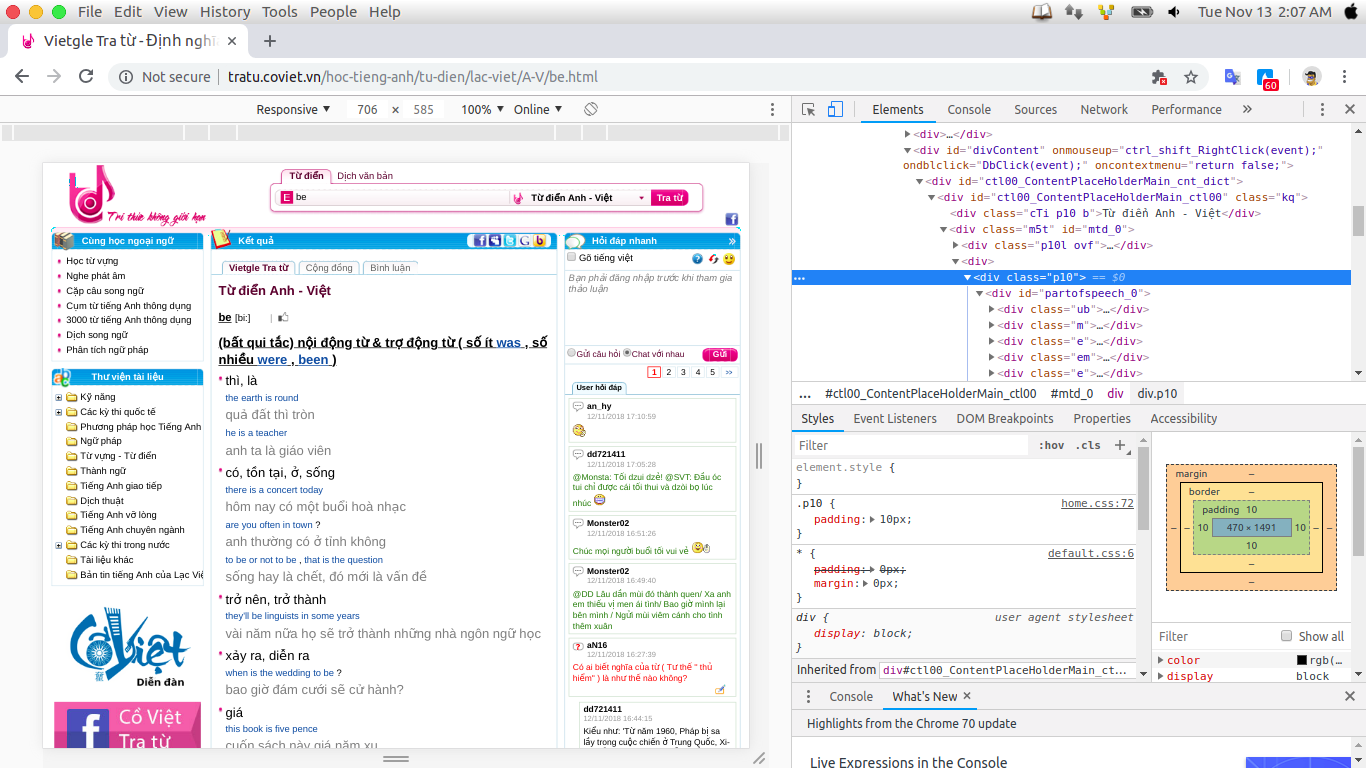 File Edit View History Tools People Help
Tue Nov 13 2:07 AM
Vietgle Tra từ - Định nghĩ
Not secure | tratu.coviet.vn/hoc-tieng-anh/tu-dien/lac-viet/A-V/be.html
60
Responsive 706 × 585 100% Online
Tri thức không giới hạn
Từ điển Dịch văn bản
E be Từ điển Anh - Việt Tra từ
Cùng học ngoại ngữ
Học từ vựng
Nghe phát âm
Cặp câu song ngữ
Cụm từ tiếng Anh thông dụng
3000 từ tiếng Anh thông dụng
Dịch song ngữ
Phân tích ngữ pháp
Thư viện tài liệu
Kỹ năng
Các kỳ thi quốc tế
Phương pháp học Tiếng Anh
Ngữ pháp
Từ vựng - Từ điển
Thành ngữ
Tiếng Anh giao tiếp
Dịch thuật
Tiếng Anh vỡ lòng
Tiếng Anh chuyên ngành
Các kỳ thi trong nước
Tài liệu khác
Bản tin tiếng Anh của Lạc Việ
Cồ Việt
Diễn đàn
Cồ Việt
Tra từ
Kết quả
Vietgle Tra từ Cộng đồng Bình luận
Từ điển Anh - Việt
be [bi:] |
(bất qui tắc) nội động từ & trợ động từ ( số ít was , số
nhiều were , been )
thì, là
the earth is round
quả đất thì tròn
he is a teacher
anh ta là giáo viên
có, tồn tại, ở, sống
there is a concert today
hôm nay có một buổi hoà nhạc
are you often in town ?
anh thường có ở tỉnh không
to be or not to be , that is the question
sống hay là chết, đó mới là vấn đề
trở nên, trở thành
they'll be linguists in some years
vài năm nữa họ sẽ trở thành những nhà ngôn ngữ học
xảy ra, diễn ra
when is the wedding to be ?
bao giờ đám cưới sẽ cử hành?
giá
this book is five pence
cuốn sách này giá năm xu
Hỏi đáp nhanh »
Gõ tiếng việt
Bạn phải đăng nhập trước khi tham gia
thảo luận
Gửi câu hỏi Chat với nhau Gửi
1 2 3 4 5 >>
User hỏi đáp
an_hy
12/11/2018 17:10:59
dd721411
12/11/2018 17:05:28
@Monsta: Tối dzui dzẻ! @SVT: Đầu óc
tui chỉ được cái tối thui và dzòi bọ lúc
nhúc
Monster02
12/11/2018 16:51:26
Chúc mọi người buổi tối vui vẻ
Monster02
12/11/2018 16:49:40
@DD Lâu dần mùi đó thành quen/ Xa anh
em thiếu vị men ái tình/ Bao giờ mình lại
bên mình / Ngửi mùi viêm cánh cho tình
thêm xuân
aN16
12/11/2018 16:27:39
Có ai biết nghĩa của từ ( Tư thế " thủ
hiểm" ) là như thế nào không?
dd721411
12/11/2018 16:44:15
Kiểu như: 'Từ năm 1960, Pháp bị sa
lầy trong cuộc chiến ở Trung Quốc, Xi-
Elements Console Sources Network Performance »
<div>…</div>
<div id="divContent" onmouseup="ctrl_shift_RightClick(event);"
ondblclick="DbClick(event);" oncontextmenu="return false;">
<div id="ctl00_ContentPlaceHolderMain_cnt_dict">
<div id="ctl00_ContentPlaceHolderMain_ctl00" class="kq">
<div class="cTi p10 b">Từ điển Anh - Việt</div>
<div class="m5t" id="mtd_0">
<div class="p10l ovf">…</div>
<div>
<div class="p10"> == $0
<div id="partofspeech_0">
<div class="ub">…</div>
<div class="m">…</div>
<div class="e">…</div>
<div class="em">…</div>
<div class="e">…</div>
… #ctl00_ContentPlaceHolderMain_ctl00 #mtd_0 div div.p10
Styles Event Listeners DOM Breakpoints Properties Accessibility
Filter :hov .cls +
element.style {
}
.p10 { home.css:72
padding: 10px;
}
* { default.css:6
padding: 0px;
margin: 0px;
}
div { user agent stylesheet
display: block;
}
Inherited from div#ctl00_ContentPlaceHolderMain_ct…
margin –
border –
padding 10
– – 10 470 × 1491 10 – –
10
–
–
Filter Show all
color rgb(…
display block
Console What's New ×
Highlights from the Chrome 70 update
Live Expressions in the Console